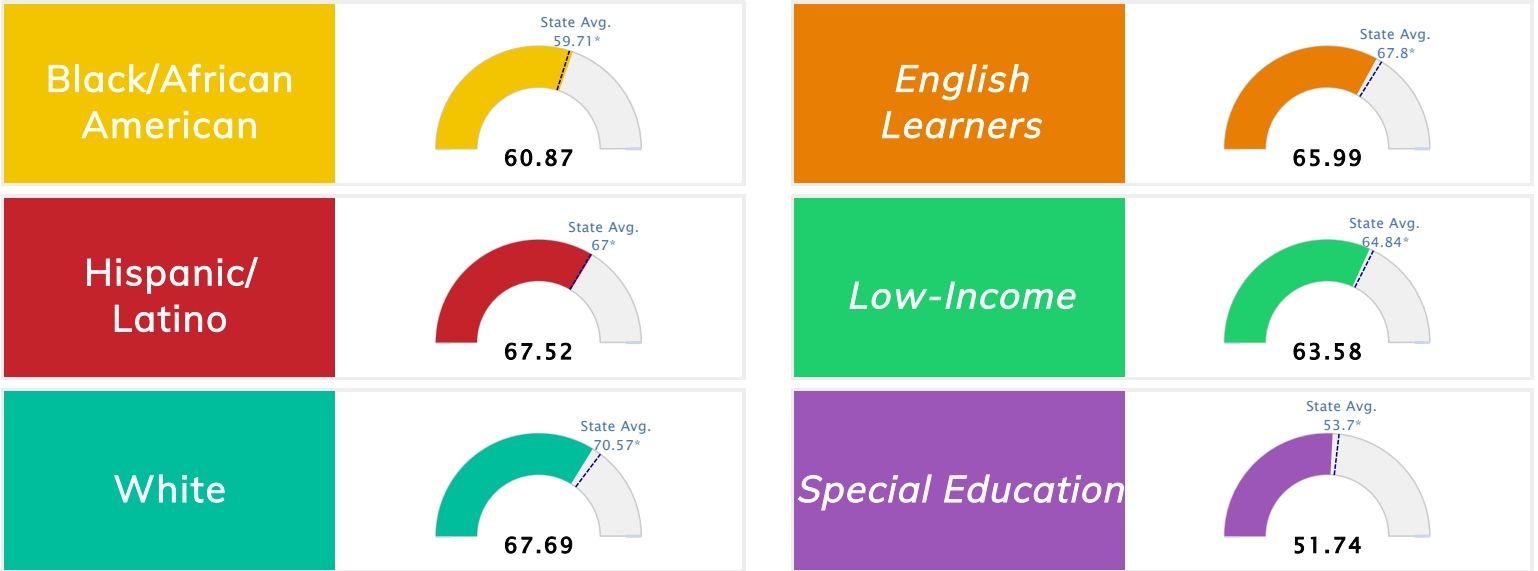 Black/African
American
State Avg.
59.71*
60.87
English
Learners
State Avg.
67.8*
65.99
Hispanic/
Latino
State Avg.
67*
67.52
Low-Income
State Avg.
64.84*
63.58
White
State Avg.
70.57*
67.69
Special Education
State Avg.
53.7*
51.74